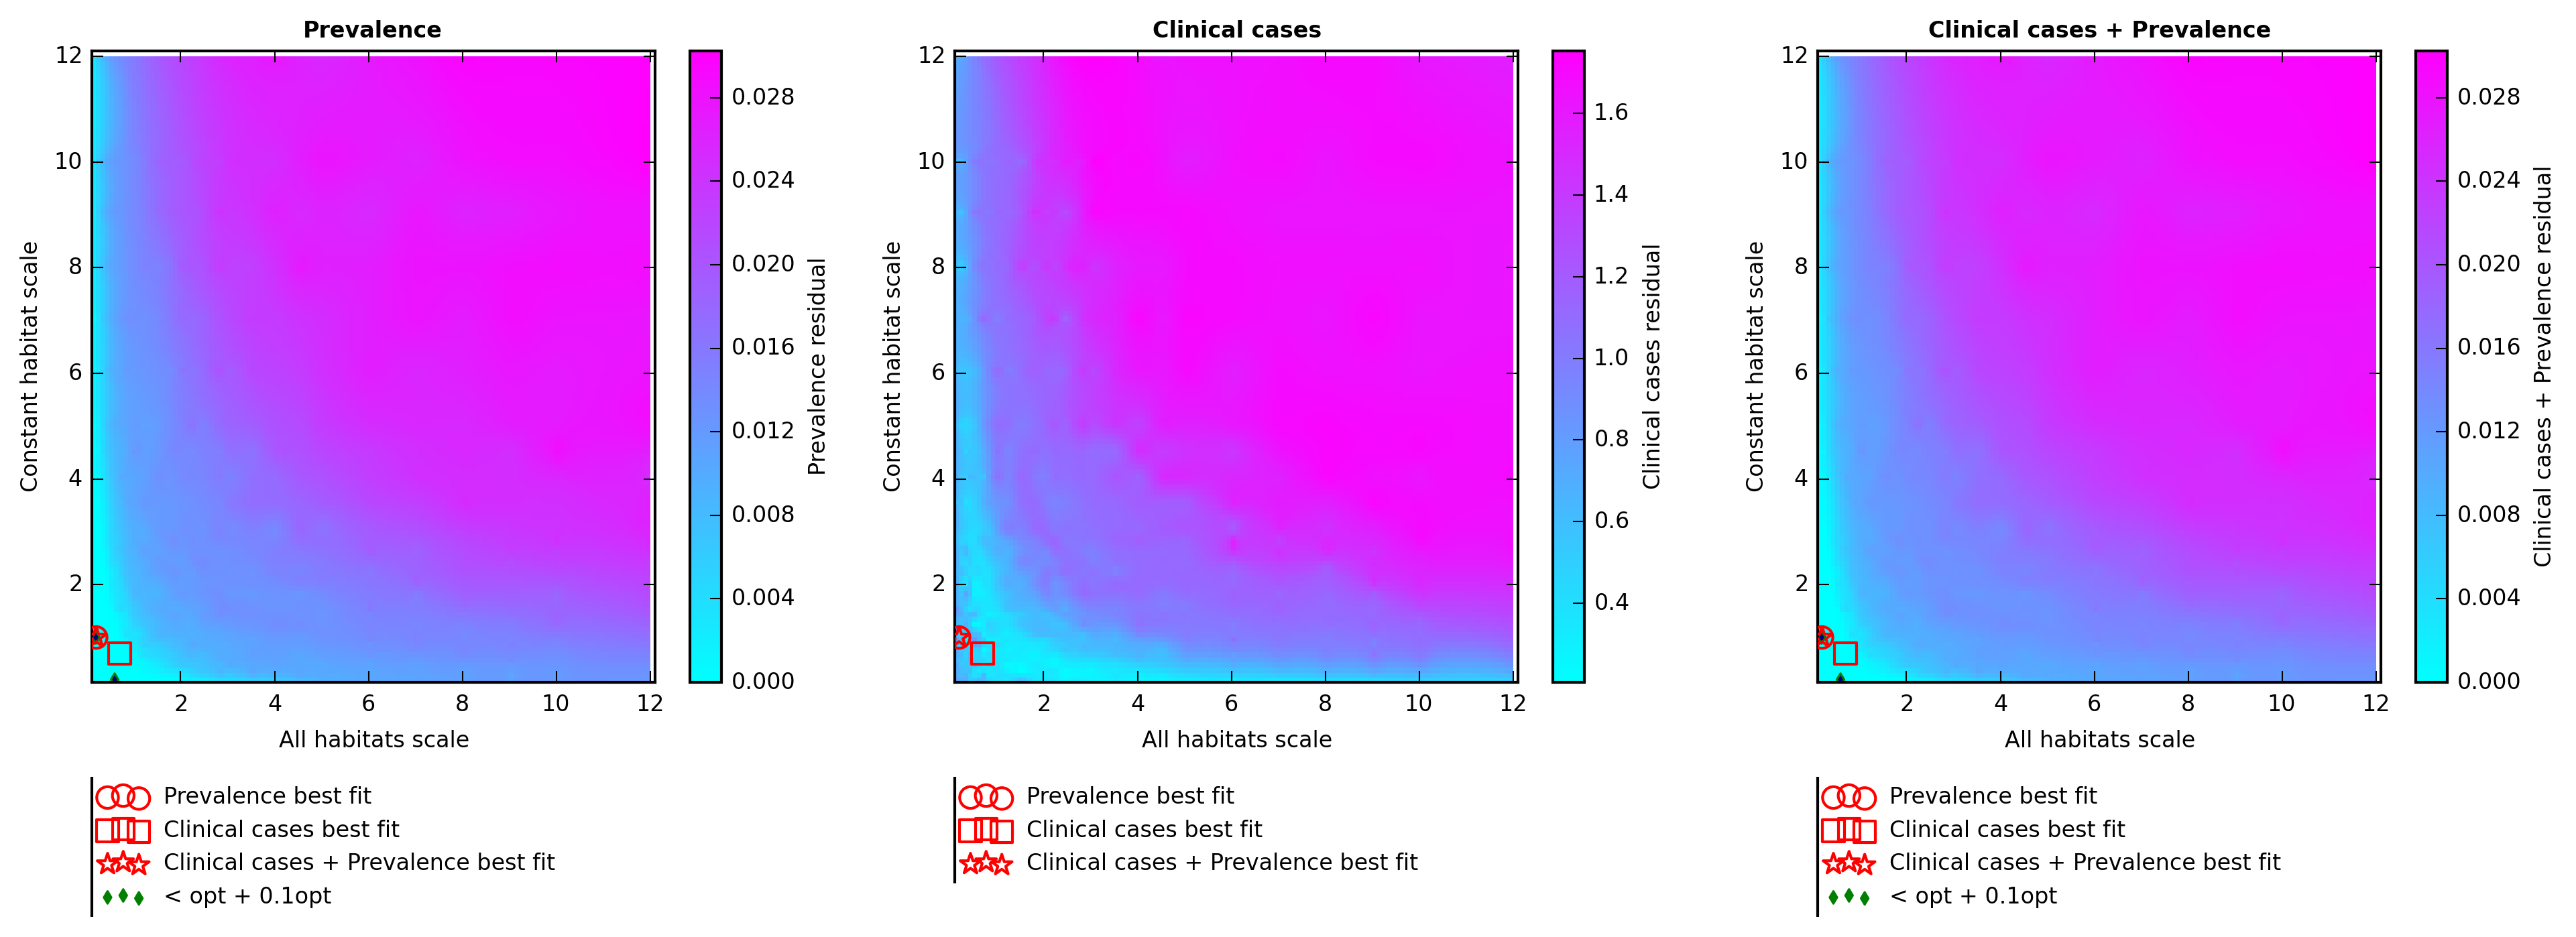 Prevalence
12
10
8
6
4
2
2 4 6 8 10 12
Constant habitat scale
All habitats scale
0.028
0.024
0.020
0.016
0.012
0.008
0.004
0.000
Prevalence residual
Prevalence best fit
Clinical cases best fit
Clinical cases + Prevalence best fit
< opt + 0.1opt
Clinical cases
12
10
8
6
4
2
2 4 6 8 10 12
Constant habitat scale
All habitats scale
1.6
1.4
1.2
1.0
0.8
0.6
0.4
Clinical cases residual
Prevalence best fit
Clinical cases best fit
Clinical cases + Prevalence best fit
Clinical cases + Prevalence
12
10
8
6
4
2
2 4 6 8 10 12
Constant habitat scale
All habitats scale
0.028
0.024
0.020
0.016
0.012
0.008
0.004
0.000
Clinical cases + Prevalence residual
Prevalence best fit
Clinical cases best fit
Clinical cases + Prevalence best fit
< opt + 0.1opt